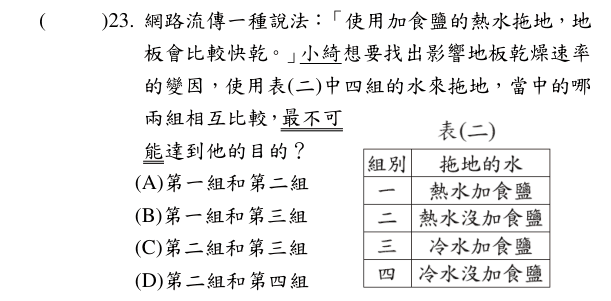 (　　)23. 網路流傳一種說法：「使用加食鹽的熱水拖地，地
板會比較快乾。」小綺想要找出影響地板乾燥速率
的變因，使用表(二)中四組的水來拖地，當中的哪
兩組相互比較，最不可
能達到他的目的？
(A)第一組和第二組
(B)第一組和第三組
(C)第二組和第三組
(D)第二組和第四組
表(二)
組別 拖地的水
一 熱水加食鹽
二 熱水沒加食鹽
三 冷水加食鹽
四 冷水沒加食鹽